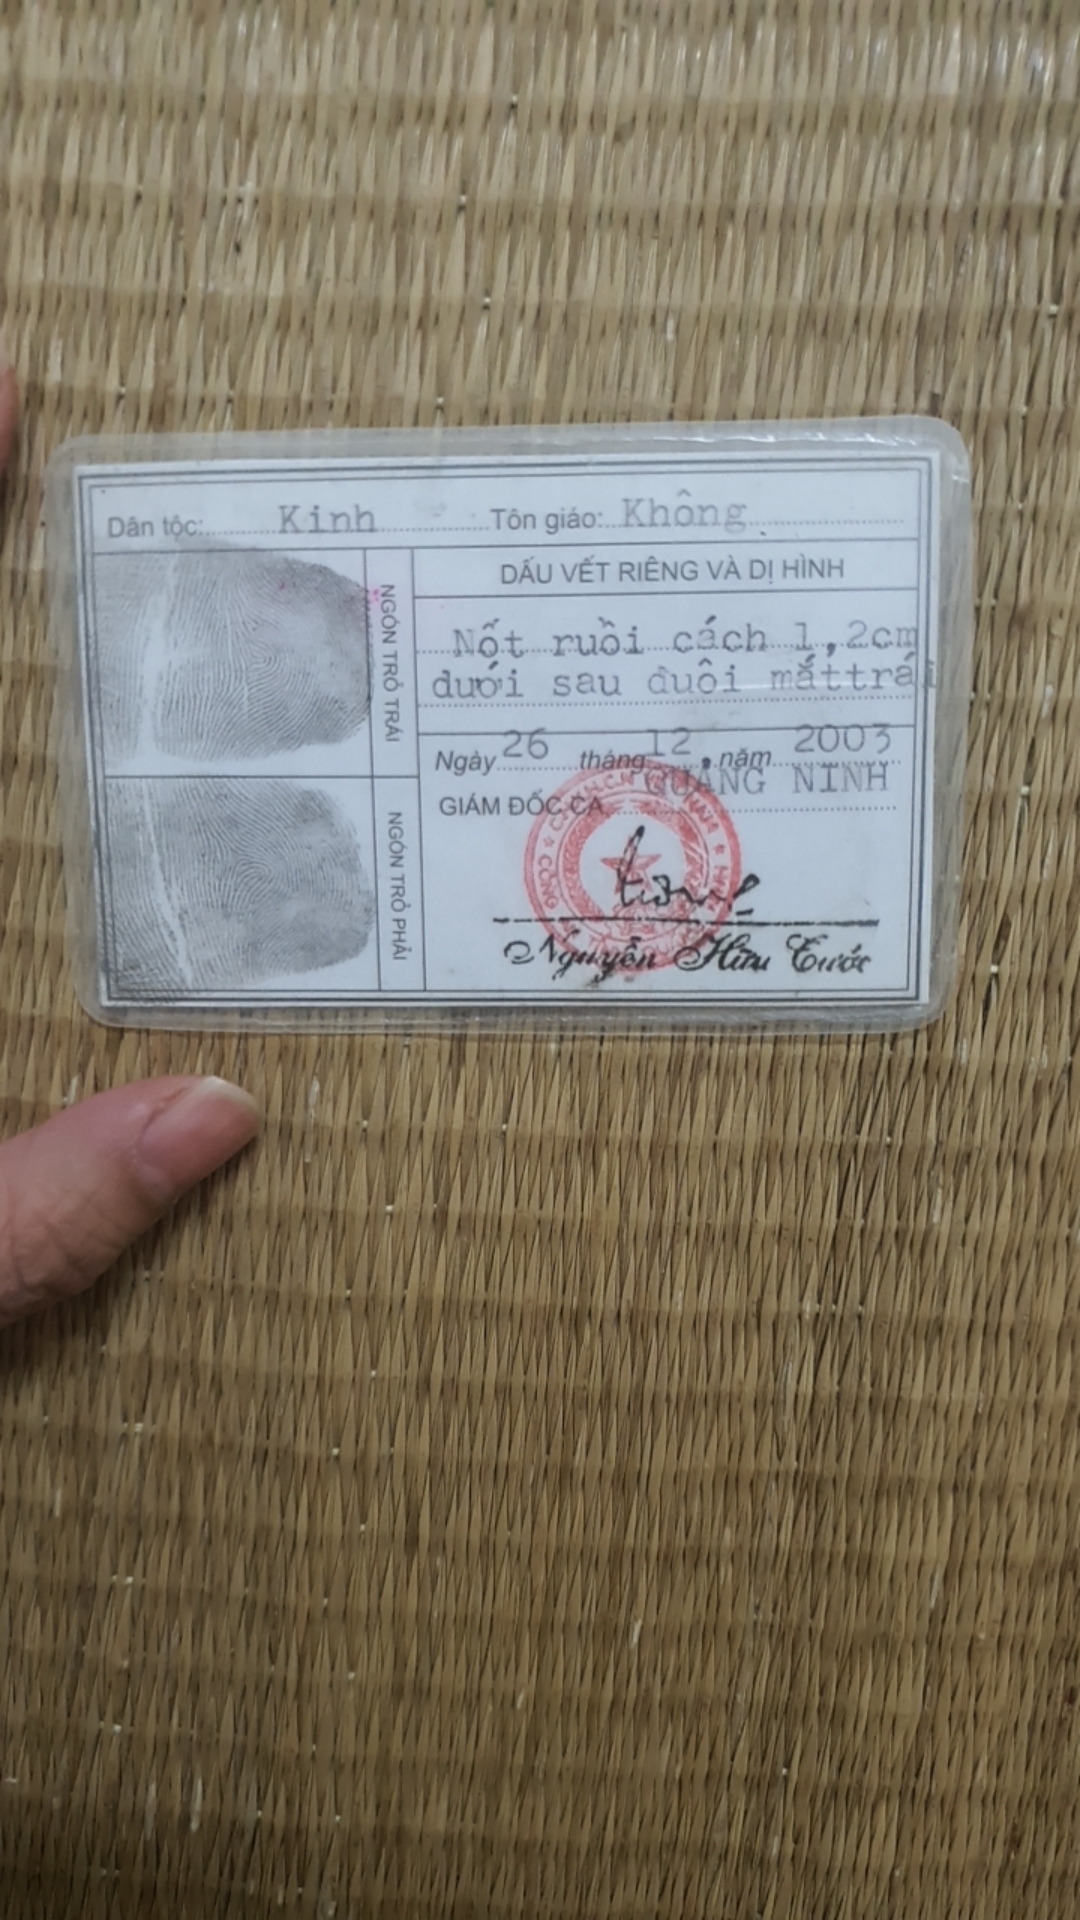 Dân tộc: Kinh Tôn giáo: Không
NGÓN TRỎ TRÁI
DẤU VẾT RIÊNG VÀ DỊ HÌNH
Nốt ruồi cách 1,2cm
dưới sau đuôi mắttrái
Ngày 26 tháng 12 năm 2003
GIÁM ĐỐC CA QUẢNG NINH
NGÓN TRỎ PHẢI
Nguyễn Hữu Tước